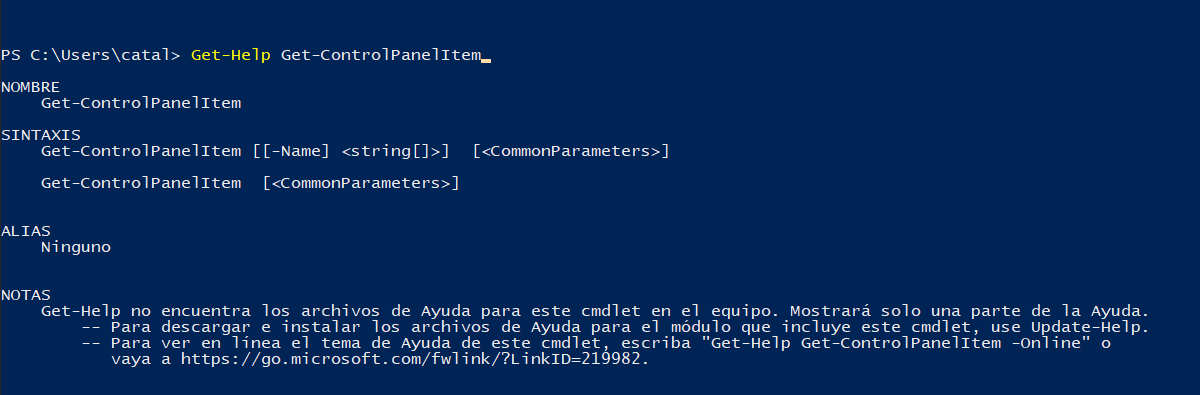 PS C:\Users\catal> Get-Help Get-ControlPanelItem_
NOMBRE
Get-ControlPanelItem
SINTAXIS
Get-ControlPanelItem [[-Name] <string[]>]  [<CommonParameters>]
Get-ControlPanelItem  [<CommonParameters>]
ALIAS
Ninguno
NOTAS
Get-Help no encuentra los archivos de Ayuda para este cmdlet en el equipo. Mostrará solo una parte de la Ayuda.
-- Para descargar e instalar los archivos de Ayuda para el módulo que incluye este cmdlet, use Update-Help.
-- Para ver en línea el tema de Ayuda de este cmdlet, escriba "Get-Help Get-ControlPanelItem -Online" o
vaya a https://go.microsoft.com/fwlink/?LinkID=219982.